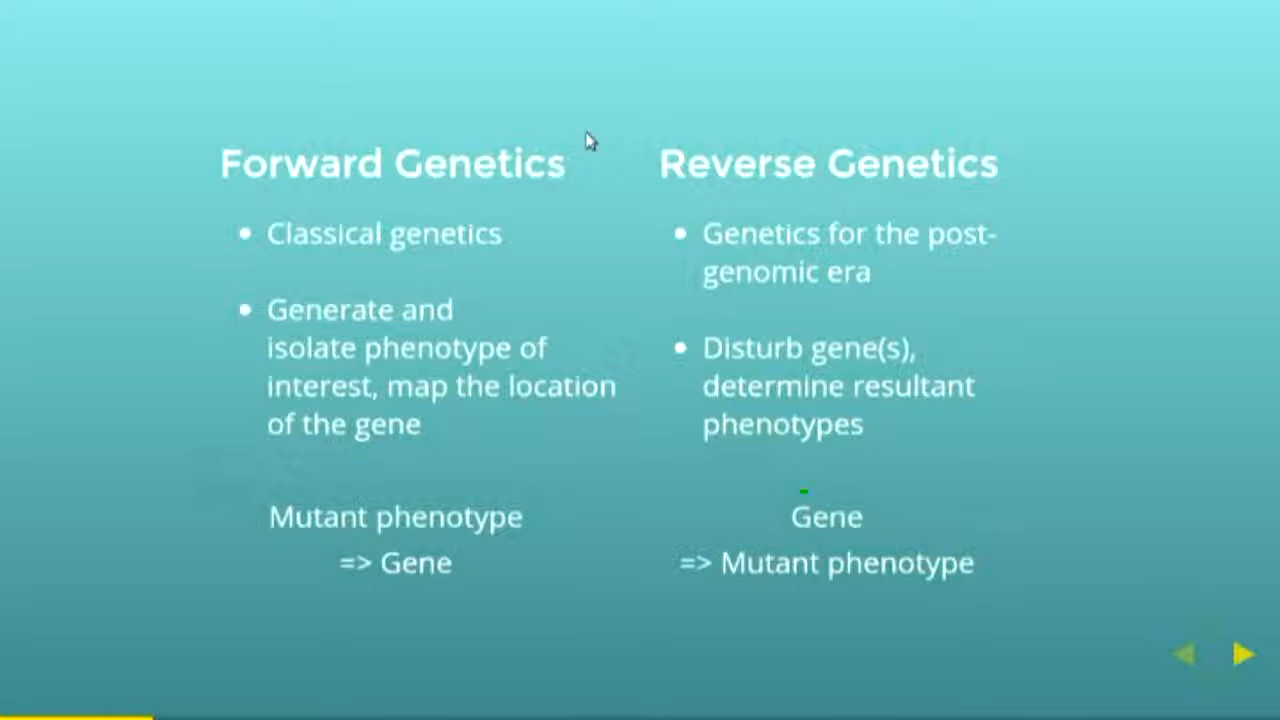 Forward Genetics
• Classical genetics
• Generate and
isolate phenotype of
interest, map the location
of the gene
Mutant phenotype
=> Gene
Reverse Genetics
• Genetics for the post-
genomic era
• Disturb gene(s),
determine resultant
phenotypes
Gene
=> Mutant phenotype